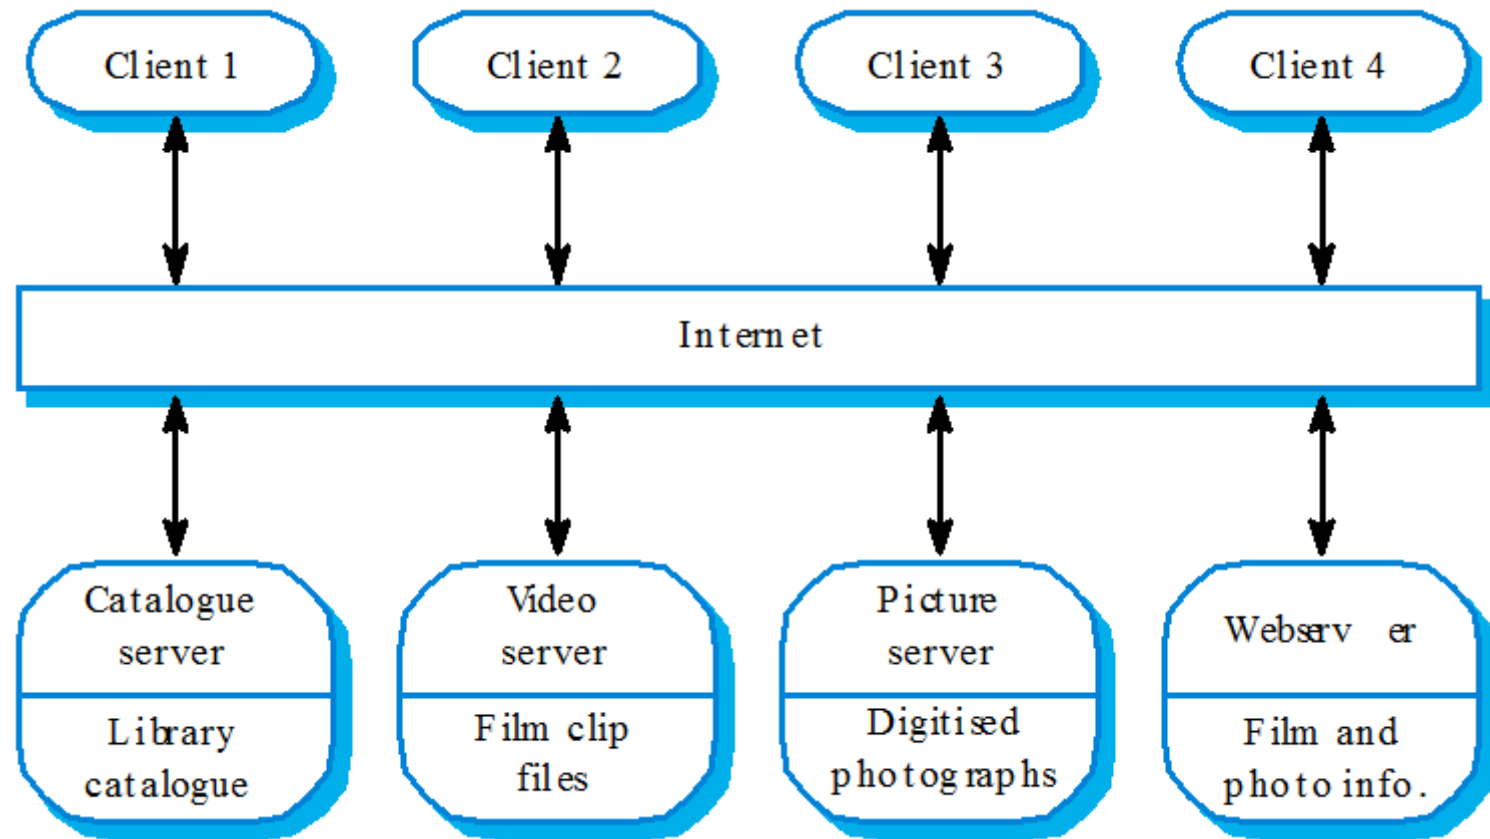 Client 1
Client 2
Client 3
Client 4
Internet
Catalogue
server
Library
catalogue
Video
server
Film clip
files
Picture
server
Digitised
photographs
Webserv er
Film and
photo info.